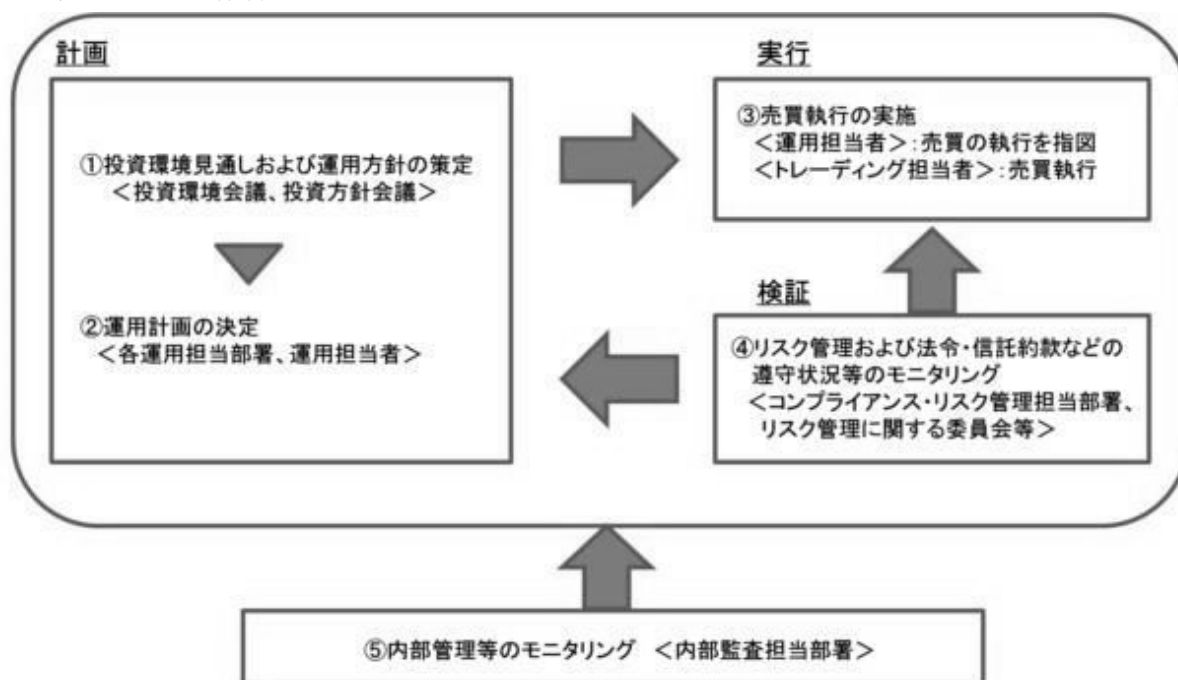 計画
①投資環境見通しおよび運用方針の策定
＜投資環境会議、投資方針会議＞
②運用計画の決定
＜各運用担当部署、運用担当者＞
実行
③売買執行の実施
＜運用担当者＞：売買の執行を指図
＜トレーディング担当者＞：売買執行
検証
④リスク管理および法令・信託約款などの
遵守状況等のモニタリング
＜コンプライアンス・リスク管理担当部署、
リスク管理に関する委員会等＞
⑤内部管理等のモニタリング　＜内部監査担当部署＞